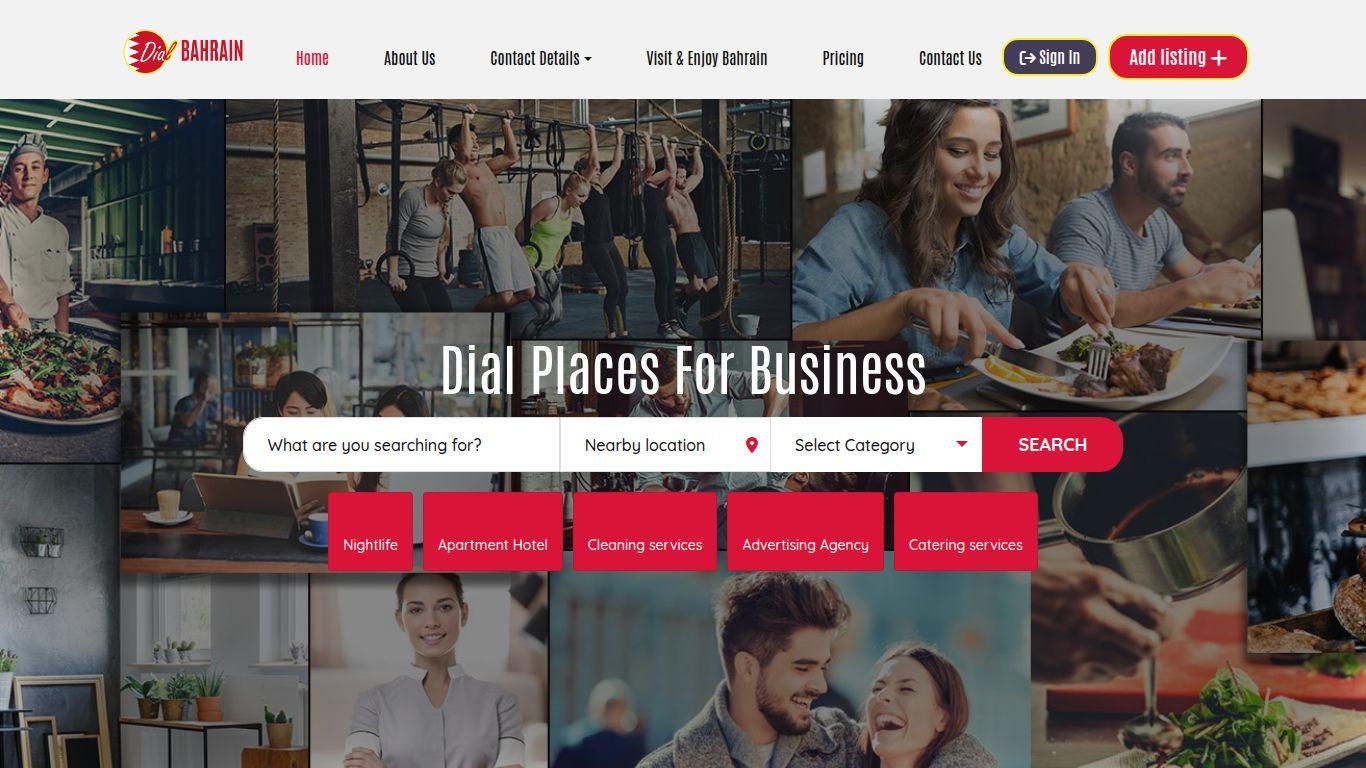 Dial BAHRAIN
Home
About Us
Contact Details
Visit & Enjoy Bahrain
Pricing
Contact Us
Sign In
Add listing +
Dial Places For Business
What are you searching for?
Nearby location
Select Category
SEARCH
Nightlife
Apartment Hotel
Cleaning services
Advertising Agency
Catering services